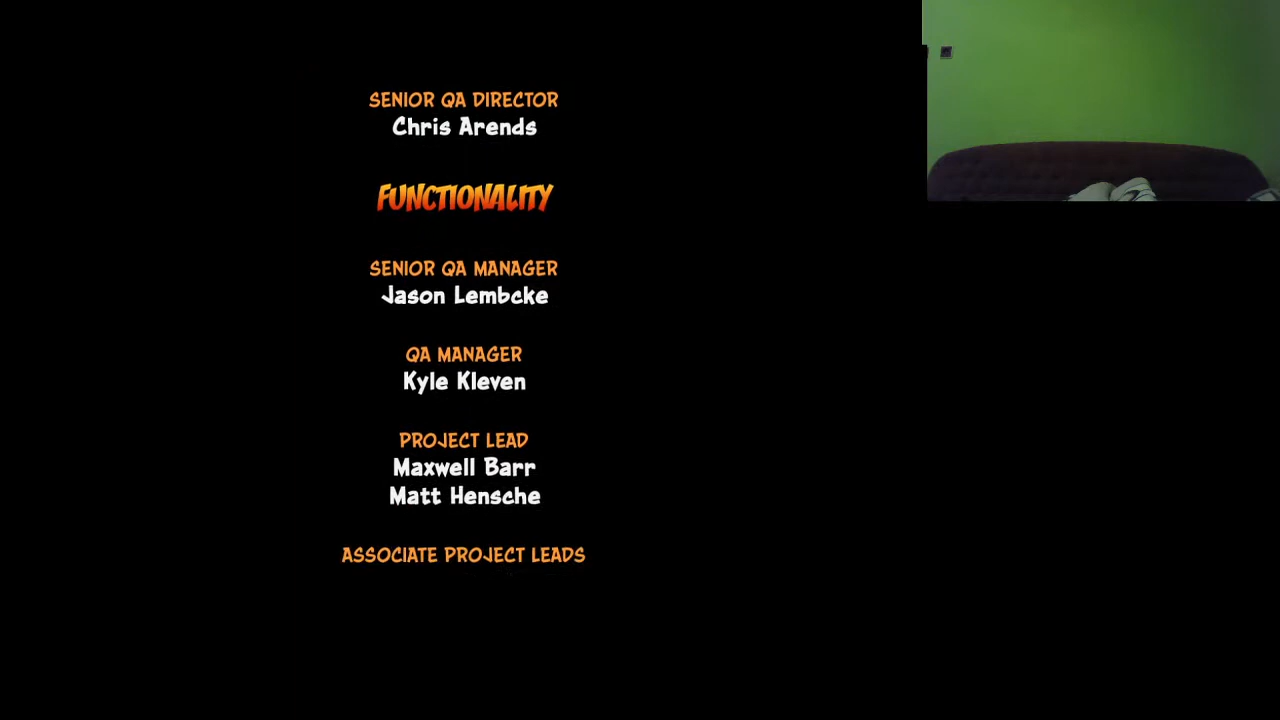 SENIOR QA DIRECTOR
Chris Arends
FUNCTIONALITY
SENIOR QA MANAGER
Jason Lembcke
QA MANAGER
Kyle Kleven
PROJECT LEAD
Maxwell Barr
Matt Hensche
ASSOCIATE PROJECT LEADS